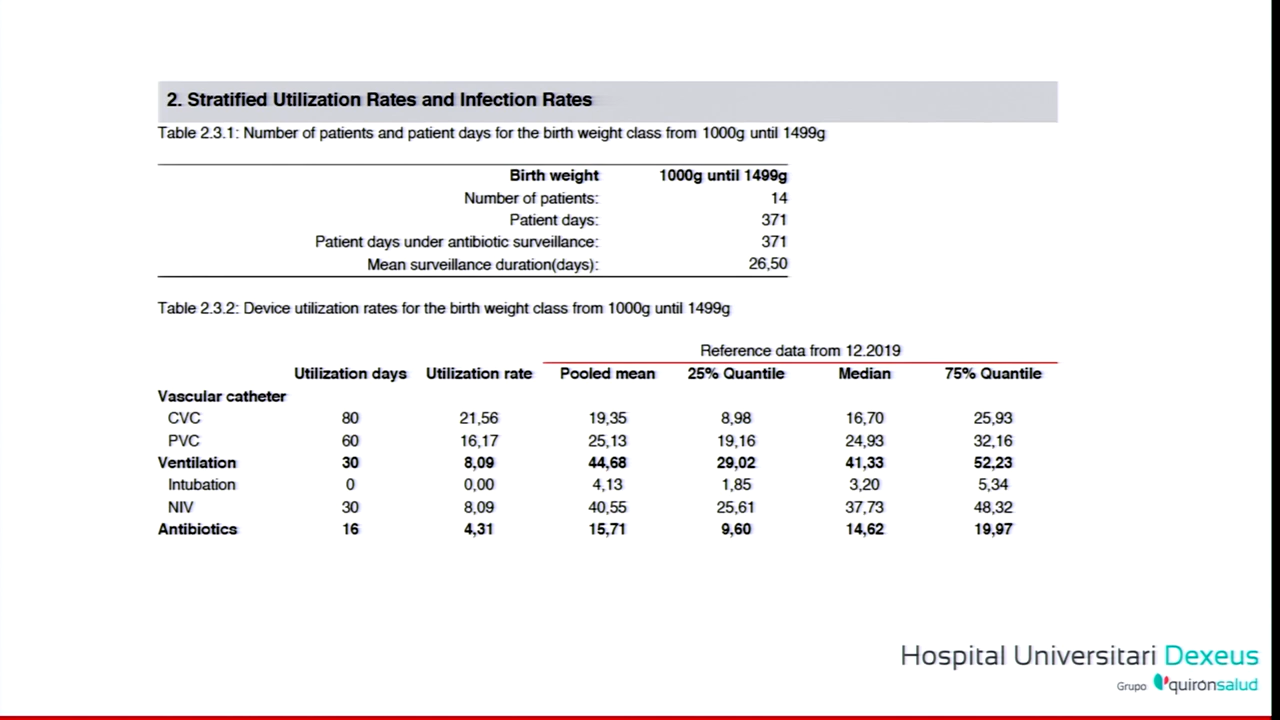 2. Stratified Utilization Rates and Infection Rates
Table 2.3.1: Number of patients and patient days for the birth weight class from 1000g until 1499g
Birth weight 1000g until 1499g
Number of patients: 14
Patient days: 371
Patient days under antibiotic surveillance: 371
Mean surveillance duration(days): 26,50
Table 2.3.2: Device utilization rates for the birth weight class from 1000g until 1499g
Reference data from 12.2019
Utilization days Utilization rate Pooled mean 25% Quantile Median 75% Quantile
Vascular catheter
CVC 80 21,56 19,35 8,98 16,70 25,93
PVC 60 16,17 25,13 19,16 24,93 32,16
Ventilation 30 8,09 44,68 29,02 41,33 52,23
Intubation 0 0,00 4,13 1,85 3,20 5,34
NIV 30 8,09 40,55 25,61 37,73 48,32
Antibiotics 16 4,31 15,71 9,60 14,62 19,97
Hospital Universitari Dexeus
Grupo quirónsalud